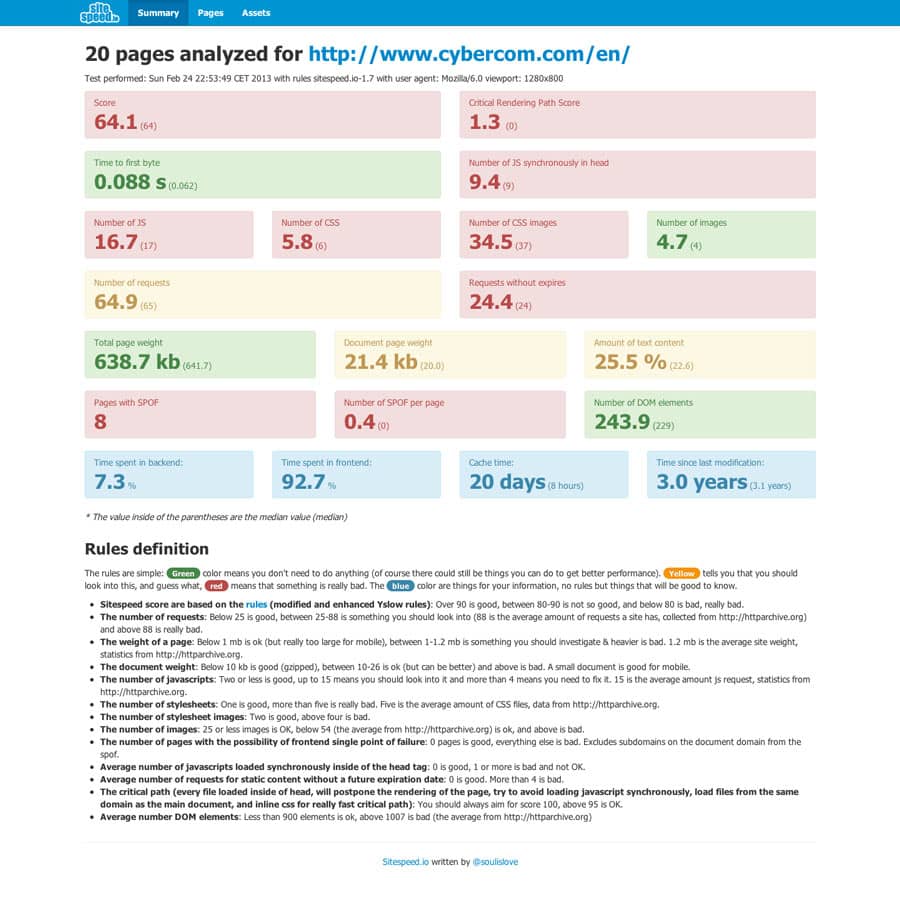 site speed.io Summary Pages Assets
20 pages analyzed for http://www.cybercom.com/en/
Test performed: Sun Feb 24 22:53:49 CET 2013 with rules sitespeed.io-1.7 with user agent: Mozilla/6.0 viewport: 1280x800
Score
64.1 (64)
Critical Rendering Path Score
1.3 (0)
Time to first byte
0.088 s (0.062)
Number of JS synchronously in head
9.4 (9)
Number of JS
16.7 (17)
Number of CSS
5.8 (6)
Number of CSS images
34.5 (37)
Number of images
4.7 (4)
Number of requests
64.9 (65)
Requests without expires
24.4 (24)
Total page weight
638.7 kb (641.7)
Document page weight
21.4 kb (20.0)
Amount of text content
25.5 % (22.6)
Pages with SPOF
8
Number of SPOF per page
0.4 (0)
Number of DOM elements
243.9 (229)
Time spent in backend:
7.3 %
Time spent in frontend:
92.7 %
Cache time:
20 days (8 hours)
Time since last modification:
3.0 years (3.1 years)
* The value inside of the parentheses are the median value (median)
Rules definition
The rules are simple: Green color means you don't need to do anything (of course there could still be things you can do to get better performance). Yellow tells you that you should
look into this, and guess what, red means that something is really bad. The blue color are things for your information, no rules but things that will be good to know.
• Sitespeed score are based on the rules (modified and enhanced Yslow rules): Over 90 is good, between 80-90 is not so good, and below 80 is bad, really bad.
• The number of requests: Below 25 is good, between 25-88 is something you should look into (88 is the average amount of requests a site has, collected from http://httparchive.org)
and above 88 is really bad.
• The weight of a page: Below 1 mb is ok (but really too large for mobile), between 1-1.2 mb is something you should investigate & heavier is bad. 1.2 mb is the average site weight,
statistics from http://httparchive.org.
• The document weight: Below 10 kb is good (gzipped), between 10-26 is ok (but can be better) and above is bad. A small document is good for mobile.
• The number of javascripts: Two or less is good, up to 15 means you should look into it and more than 4 means you need to fix it. 15 is the average amount js request, statistics from
http://httparchive.org.
• The number of stylesheets: One is good, more than five is really bad. Five is the average amount of CSS files, data from http://httparchive.org.
• The number of stylesheet images: Two is good, above four is bad.
• The number of images: 25 or less images is OK, below 54 (the average from http://httparchive.org) is ok, and above is bad.
• The number of pages with the possibility of frontend single point of failure: 0 pages is good, everything else is bad. Excludes subdomains on the document domain from the
spof.
• Average number of javascripts loaded synchronously inside of the head tag: 0 is good, 1 or more is bad and not OK.
• Average number of requests for static content without a future expiration date: 0 is good. More than 4 is bad.
• The critical path (every file loaded inside of head, will postpone the rendering of the page, try to avoid loading javascript synchronously, load files from the same
domain as the main document, and inline css for really fast critical path): You should always aim for score 100, above 95 is OK.
• Average number DOM elements: Less than 900 elements is ok, above 1007 is bad (the average from http://httparchive.org)
Sitespeed.io written by @soulislove